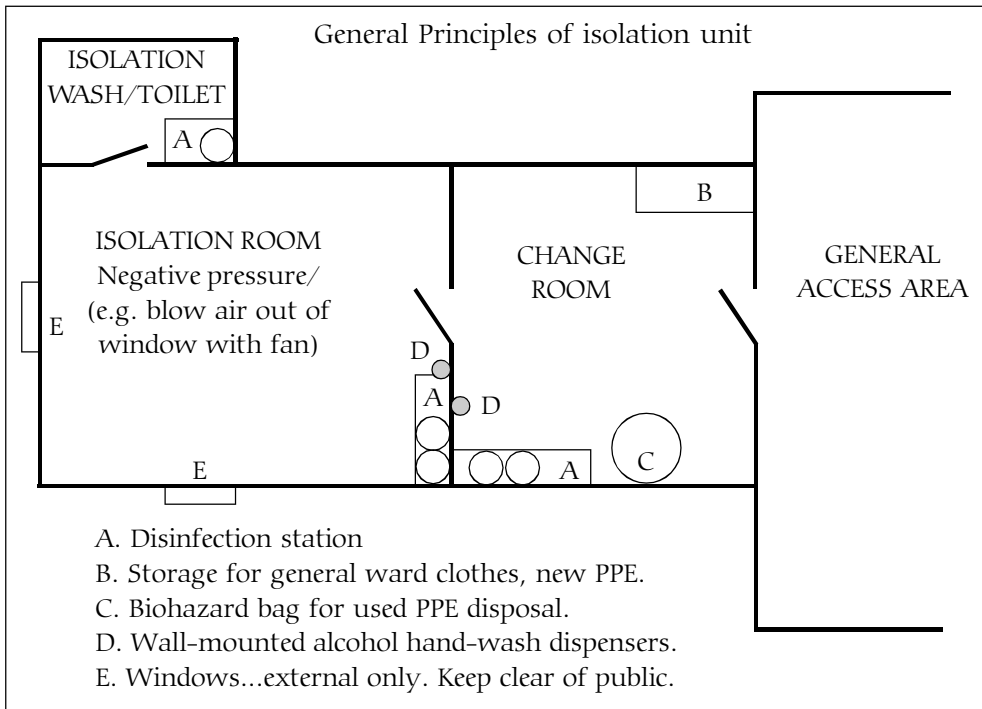 General Principles of isolation unit
ISOLATION
WASH/TOILET
A
B
ISOLATION ROOM
Negative pressure/
(e.g. blow air out of
window with fan)
E
CHANGE
ROOM
GENERAL
ACCESS AREA
D
A
D
E
A
C
A. Disinfection station
B. Storage for general ward clothes, new PPE.
C. Biohazard bag for used PPE disposal.
D. Wall-mounted alcohol hand-wash dispensers.
E. Windows...external only. Keep clear of public.